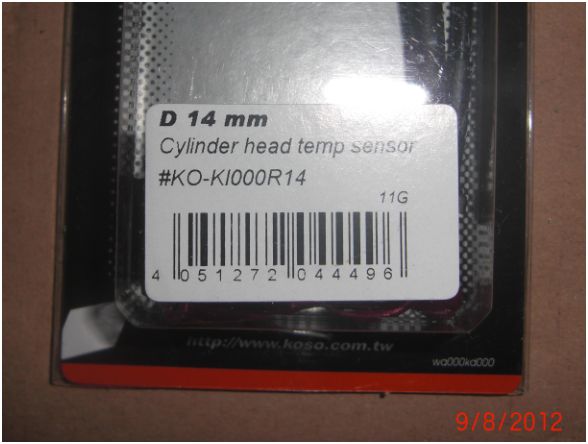 D 14 mm
Cylinder head temp sensor
#KO-KI000R14
11G
4 051272 044496
http://www.koso.com.tw
wa000kd000
9/8/2012